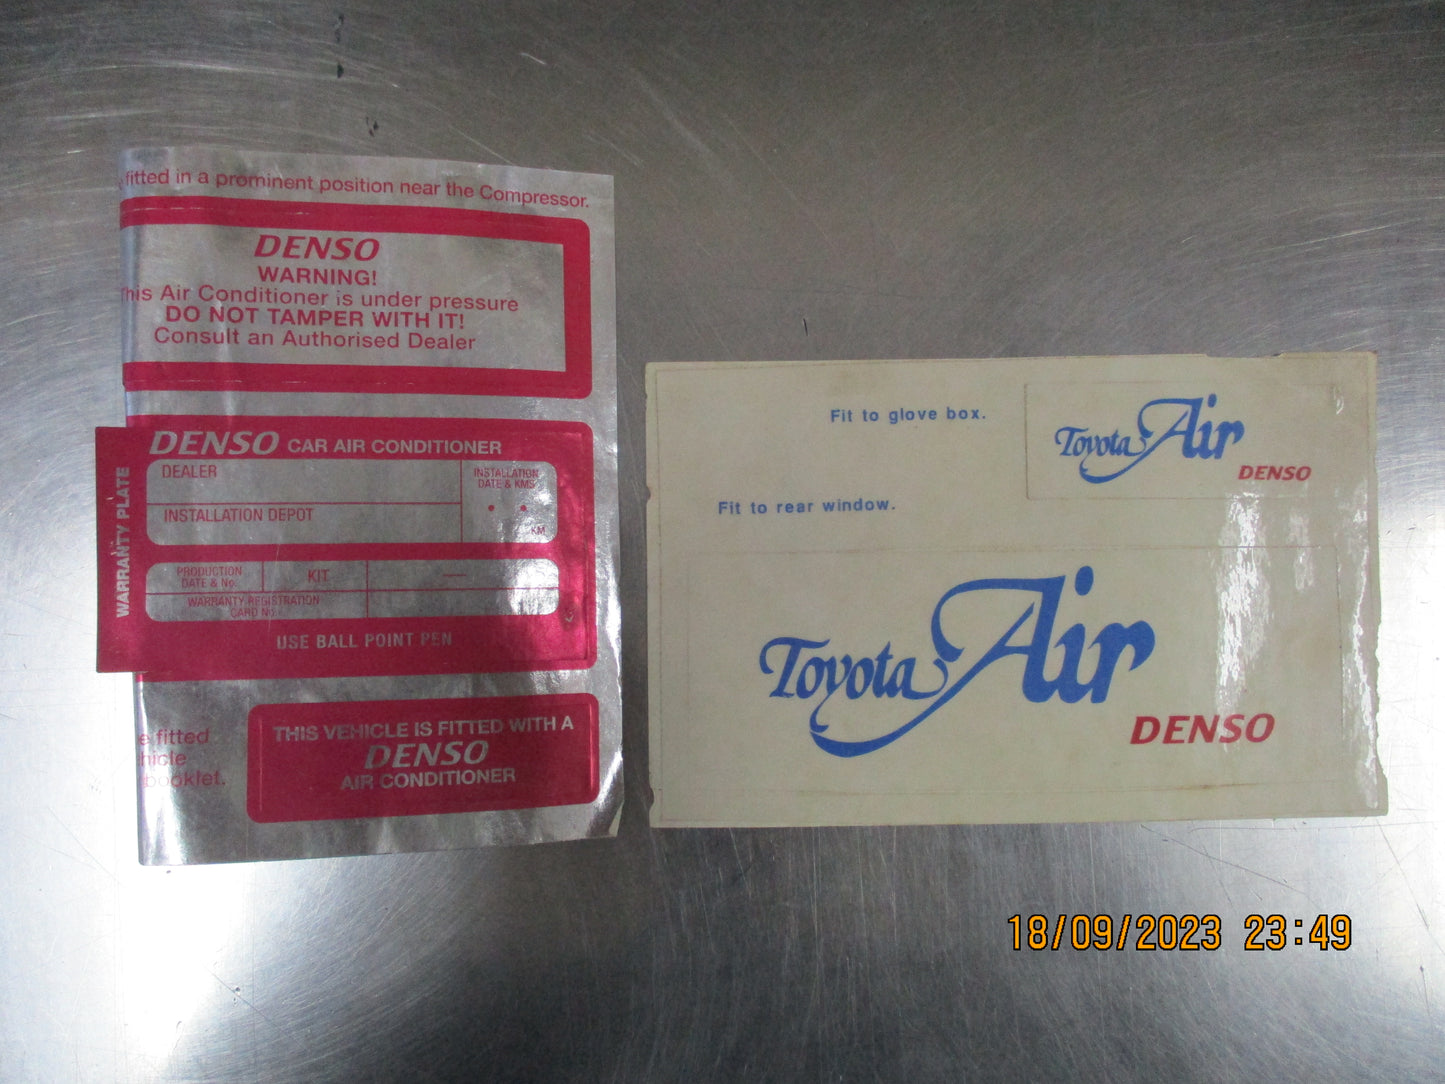 fitted in a prominent position near the Compressor.
DENSO
WARNING!
This Air Conditioner is under pressure
DO NOT TAMPER WITH IT!
Consult an Authorised Dealer
WARRANTY PLATE
DENSO CAR AIR CONDITIONER
DEALER
INSTALLATION
DATE & KMS
INSTALLATION DEPOT
KM
PRODUCTION
DATE & No.
KIT
—
WARRANTY REGISTRATION
CARD No.
USE BALL POINT PEN
e fitted
hicle
booklet.
THIS VEHICLE IS FITTED WITH A
DENSO
AIR CONDITIONER
Fit to glove box.
Toyota Air
DENSO
Fit to rear window.
Toyota Air
DENSO
18/09/2023 23:49